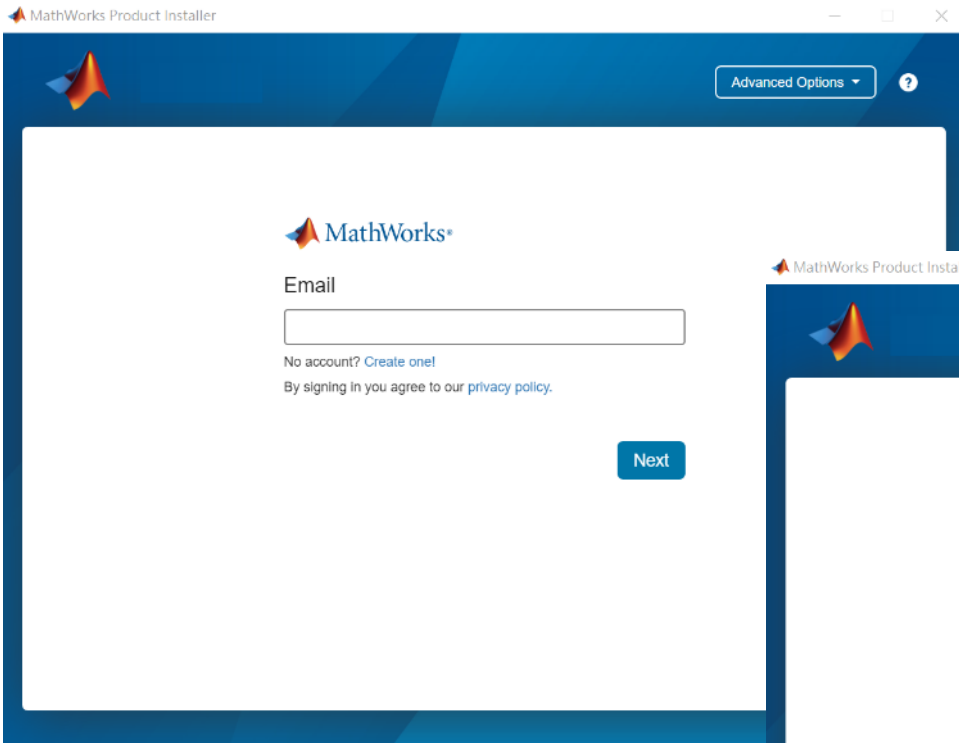 MathWorks Product Installer
Advanced Options
?
MathWorks®
Email
No account? Create one!
By signing in you agree to our privacy policy.
Next
MathWorks Product Insta